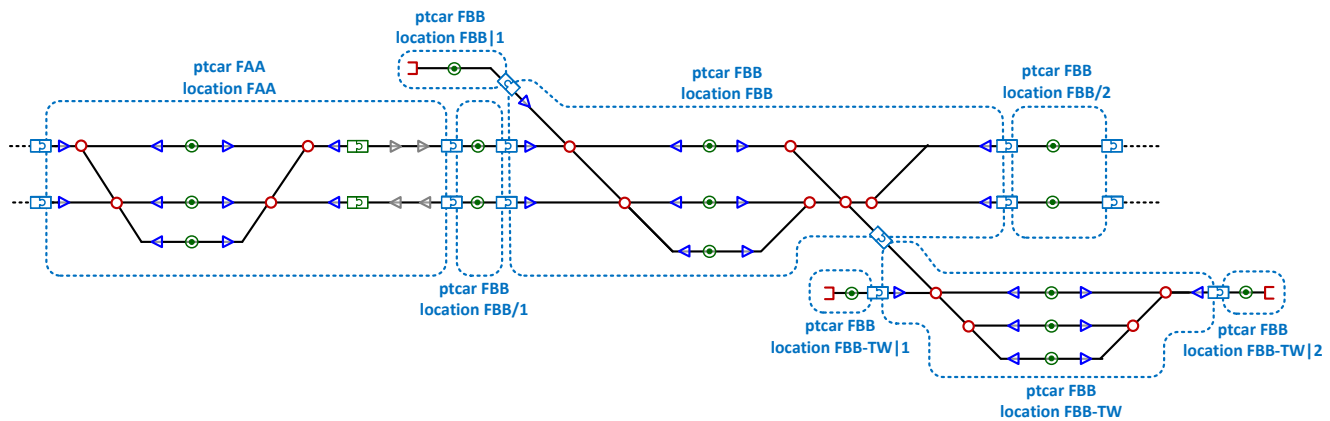 ptcar FBB
location FBB|1
ptcar FAA
location FAA
ptcar FBB
location FBB
ptcar FBB
location FBB/2
ptcar FBB
location FBB/1
ptcar FBB
location FBB-TW|1
ptcar FBB
location FBB-TW|2
ptcar FBB
location FBB-TW